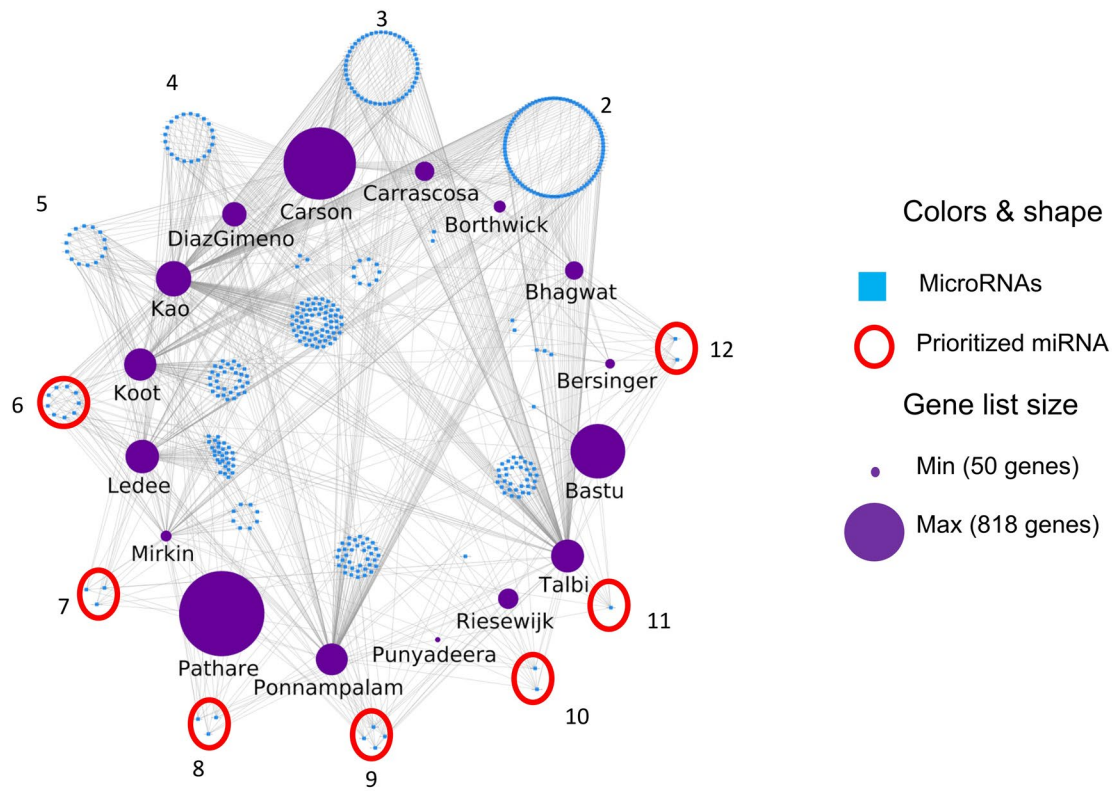 3
4
2
5
Carson
Carrascosa
Borthwick
DiazGimeno
Kao
Bhagwat
12
Koot
Bersinger
6
Ledee
Bastu
Mirkin
Talbi
7
Riesewijk
11
Pathare
Punyadeera
Ponnampalam
10
8
9
Colors & shape
MicroRNAs
Prioritized miRNA
Gene list size
Min (50 genes)
Max (818 genes)